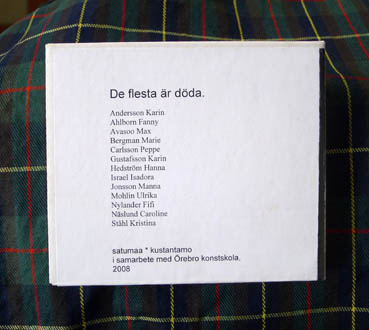 De flesta är döda.
Andersson Karin
Ahlborn Fanny
Avasoo Max
Bergman Marie
Carlsson Peppe
Gustafsson Karin
Hedström Hanna
Israel Isadora
Jonsson Manna
Mohlin Ulrika
Nylander Fifi
Näslund Caroline
Ståhl Kristina
satumaa * kustantamo
i samarbete med Örebro konstskola.
2008